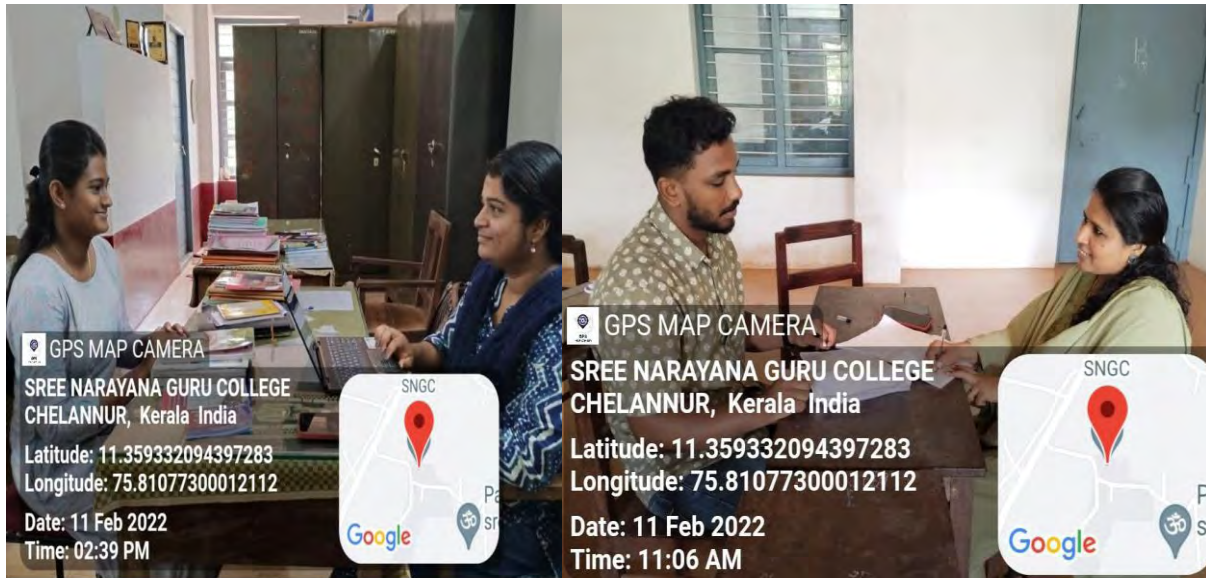 GPS MAP CAMERA
SREE NARAYANA GURU COLLEGE
CHELANNUR, Kerala India
Latitude: 11.359332094397283
Longitude: 75.81077300012112
Date: 11 Feb 2022
Time: 02:39 PM
SNGC
Google
GPS MAP CAMERA
SREE NARAYANA GURU COLLEGE
CHELANNUR, Kerala India
Latitude: 11.359332094397283
Longitude: 75.81077300012112
Date: 11 Feb 2022
Time: 11:06 AM
SNGC
Google